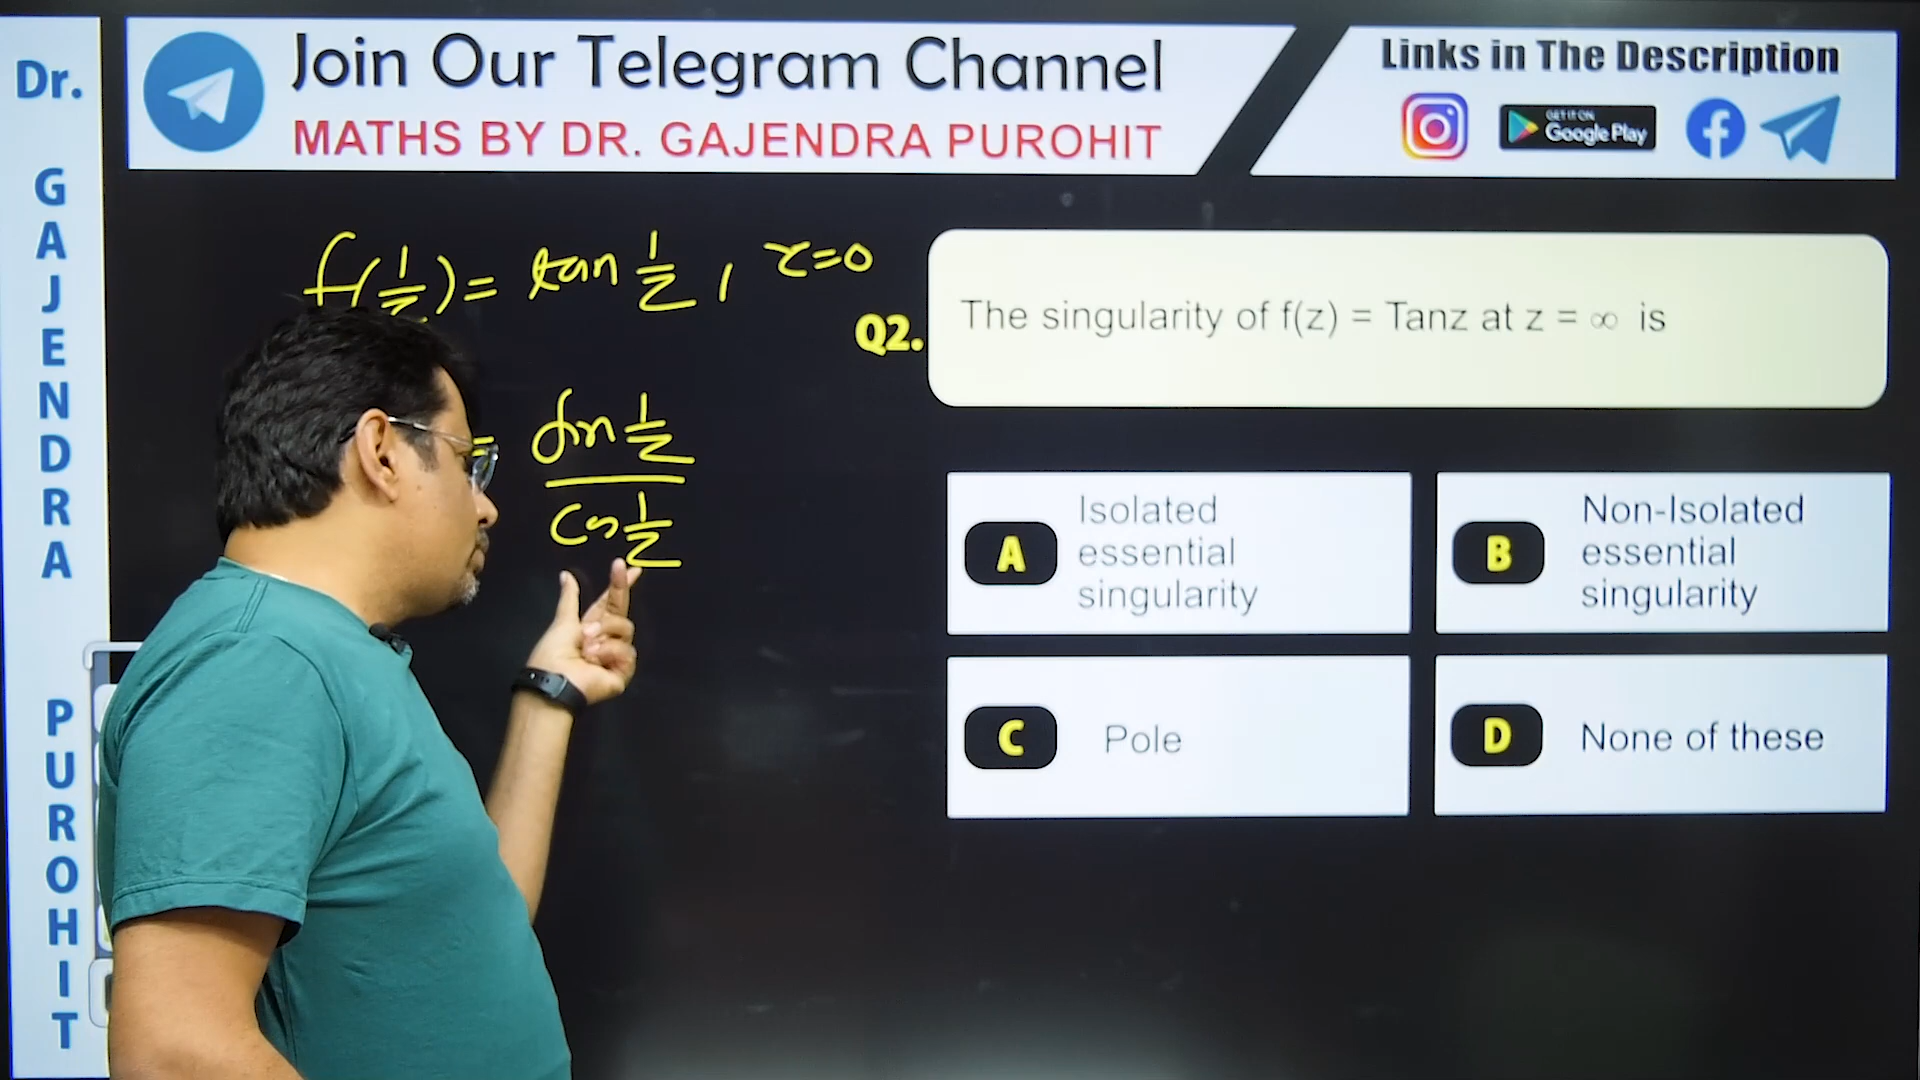 Dr.
GAJENDRA
PUROHIT
Join Our Telegram Channel
MATHS BY DR. GAJENDRA PUROHIT
Links in The Description
GET IT ON
Google Play
f(1/z) = tan 1/z, z=0
= sin 1/z / cos 1/z
Q2.
The singularity of f(z) = Tanz at z = ∞ is
A Isolated
essential
singularity
B Non-Isolated
essential
singularity
C Pole
D None of these